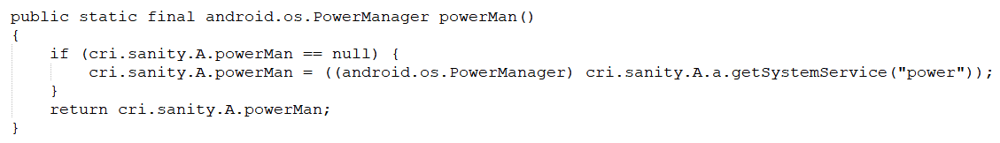 public static final android.os.PowerManager powerMan()
{
    if (cri.sanity.A.powerMan == null) {
        cri.sanity.A.powerMan = ((android.os.PowerManager) cri.sanity.A.a.getSystemService("power"));
    }
    return cri.sanity.A.powerMan;
}